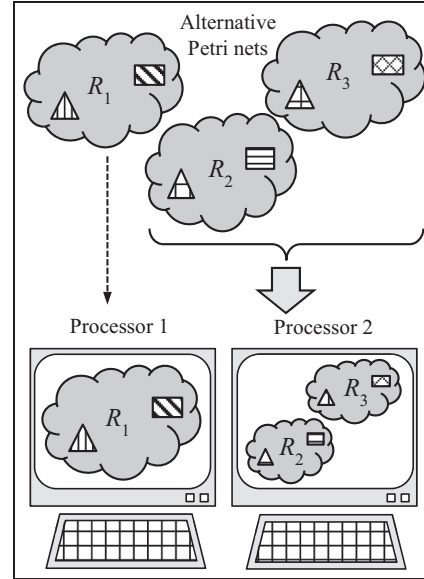 Alternative
Petri nets
R1
R3
R2
Processor 1
Processor 2
R1
R3
R2